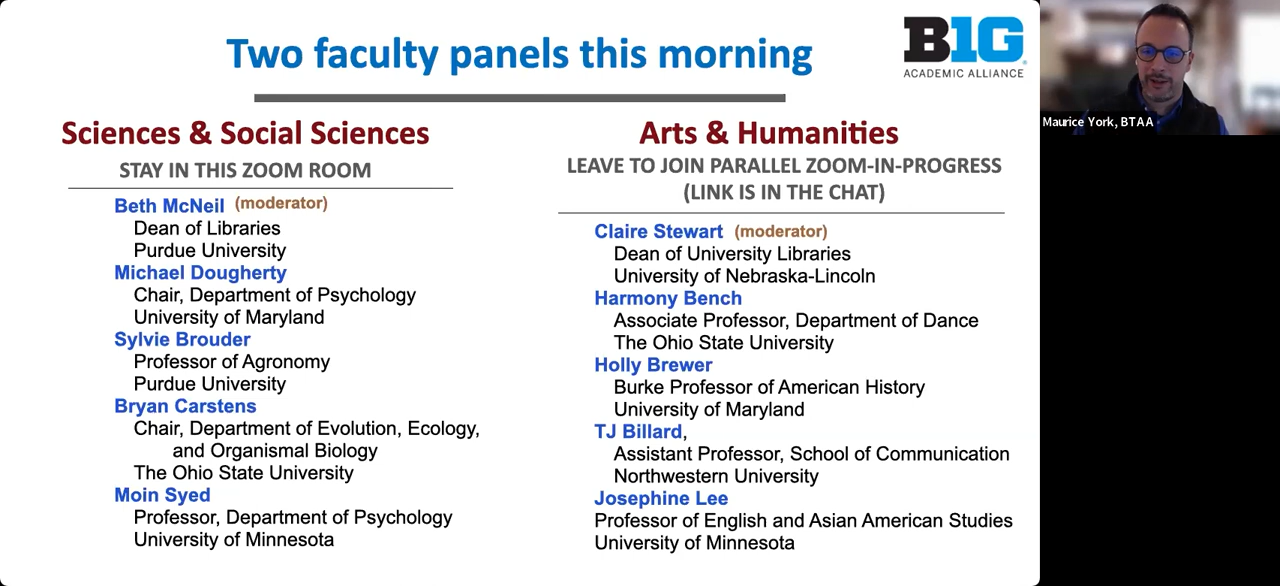 Two faculty panels this morning
B1G
ACADEMIC ALLIANCE
Maurice York, BTAA
Sciences & Social Sciences
STAY IN THIS ZOOM ROOM
Beth McNeil (moderator)
Dean of Libraries
Purdue University
Michael Dougherty
Chair, Department of Psychology
University of Maryland
Sylvie Brouder
Professor of Agronomy
Purdue University
Bryan Carstens
Chair, Department of Evolution, Ecology,
and Organismal Biology
The Ohio State University
Moin Syed
Professor, Department of Psychology
University of Minnesota
Arts & Humanities
LEAVE TO JOIN PARALLEL ZOOM-IN-PROGRESS
(LINK IS IN THE CHAT)
Claire Stewart (moderator)
Dean of University Libraries
University of Nebraska-Lincoln
Harmony Bench
Associate Professor, Department of Dance
The Ohio State University
Holly Brewer
Burke Professor of American History
University of Maryland
TJ Billard,
Assistant Professor, School of Communication
Northwestern University
Josephine Lee
Professor of English and Asian American Studies
University of Minnesota